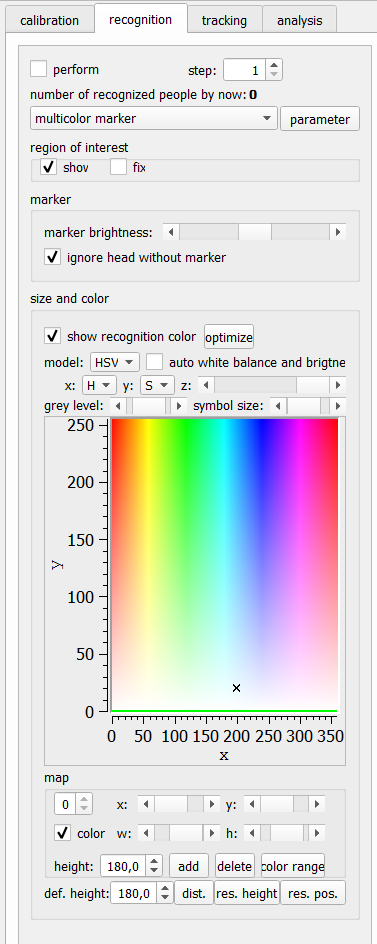 calibration recognition tracking analysis
perform step: 1
number of recognized people by now: 0
multicolor marker parameter
region of interest
show fix
marker
marker brightness:
ignore head without marker
size and color
show recognition color optimize
model: HSV auto white balance and brigtne
x: H y: S z:
grey level: symbol size:
250
200
150
100
50
0
y
0 50 100 150 200 250 300 350
x
map
0 x: y:
color w: h:
height: 180,0 add delete color range
def. height: 180,0 dist. res. height res. pos.